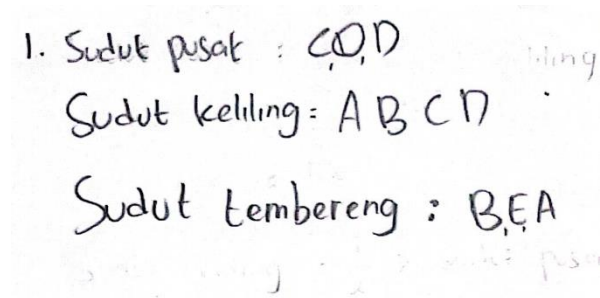 1. Sudut pusat : C,O,D
Sudut keliling = A B C D
Sudut tembereng : B,E,A